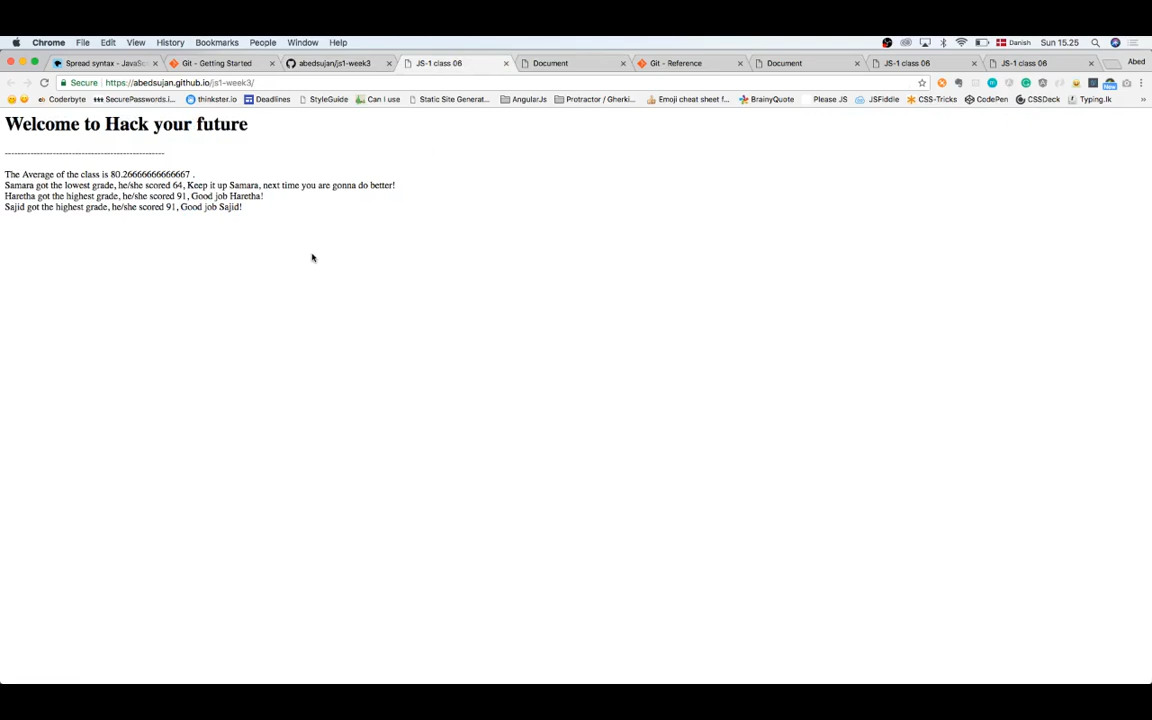 Chrome File Edit View History Bookmarks People Window Help Danish Sun 15.25
Spread syntax - JavaSc Git - Getting Started abedsujan/js1-week3 JS-1 class 06 Document Git - Reference Document JS-1 class 06 JS-1 class 06 Abed
Secure https://abedsujan.github.io/js1-week3/ New
Coderbyte SecurePasswords.i... thinkster.io Deadlines StyleGuide Can I use Static Site Generat... AngularJs Protractor / Gherki... Emoji cheat sheet f... BrainyQuote Please JS JSFiddle CSS-Tricks CodePen CSSDeck Typing.lk »
Welcome to Hack your future
--------------------------------------------------
The Average of the class is 80.26666666666667 .
Samara got the lowest grade, he/she scored 64, Keep it up Samara, next time you are gonna do better!
Haretha got the highest grade, he/she scored 91, Good job Haretha!
Sajid got the highest grade, he/she scored 91, Good job Sajid!